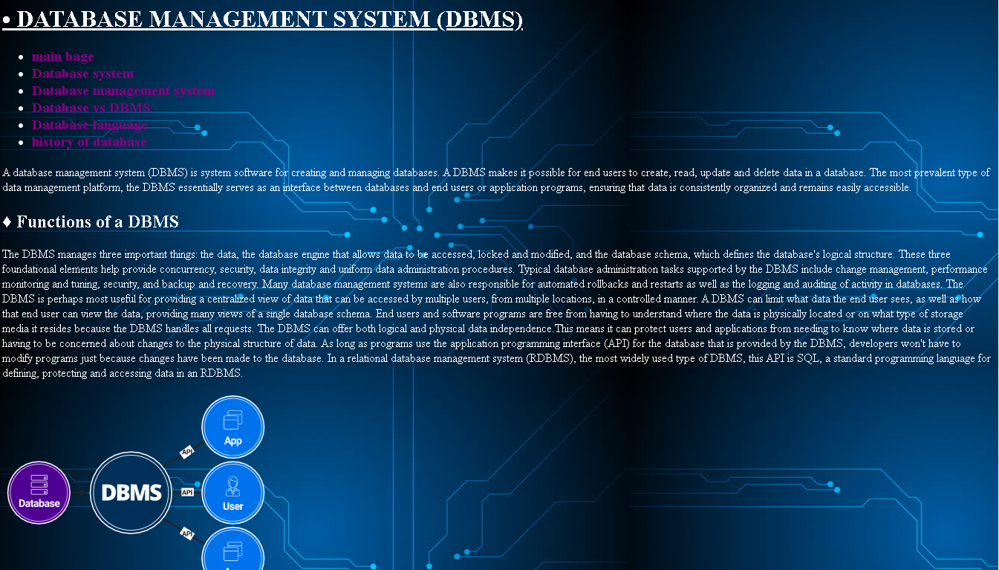 • DATABASE MANAGEMENT SYSTEM (DBMS)
• main bage
• Database system
• Database management system
• Database vs DBMS
• Database language
• history of database
A database management system (DBMS) is system software for creating and managing databases. A DBMS makes it possible for end users to create, read, update and delete data in a database. The most prevalent type of
data management platform, the DBMS essentially serves as an interface between databases and end users or application programs, ensuring that data is consistently organized and remains easily accessible.
♦ Functions of a DBMS
The DBMS manages three important things: the data, the database engine that allows data to be accessed, locked and modified, and the database schema, which defines the database's logical structure. These three
foundational elements help provide concurrency, security, data integrity and uniform data administration procedures. Typical database administration tasks supported by the DBMS include change management, performance
monitoring and tuning, security, and backup and recovery. Many database management systems are also responsible for automated rollbacks and restarts as well as the logging and auditing of activity in databases. The
DBMS is perhaps most useful for providing a centralized view of data that can be accessed by multiple users, from multiple locations, in a controlled manner. A DBMS can limit what data the end user sees, as well as how
that end user can view the data, providing many views of a single database schema. End users and software programs are free from having to understand where the data is physically located or on what type of storage
media it resides because the DBMS handles all requests. The DBMS can offer both logical and physical data independence.This means it can protect users and applications from needing to know where data is stored or
having to be concerned about changes to the physical structure of data. As long as programs use the application programming interface (API) for the database that is provided by the DBMS, developers won't have to
modify programs just because changes have been made to the database. In a relational database management system (RDBMS), the most widely used type of DBMS, this API is SQL, a standard programming language for
defining, protecting and accessing data in an RDBMS.
App
API
Database
DBMS
API
User
API